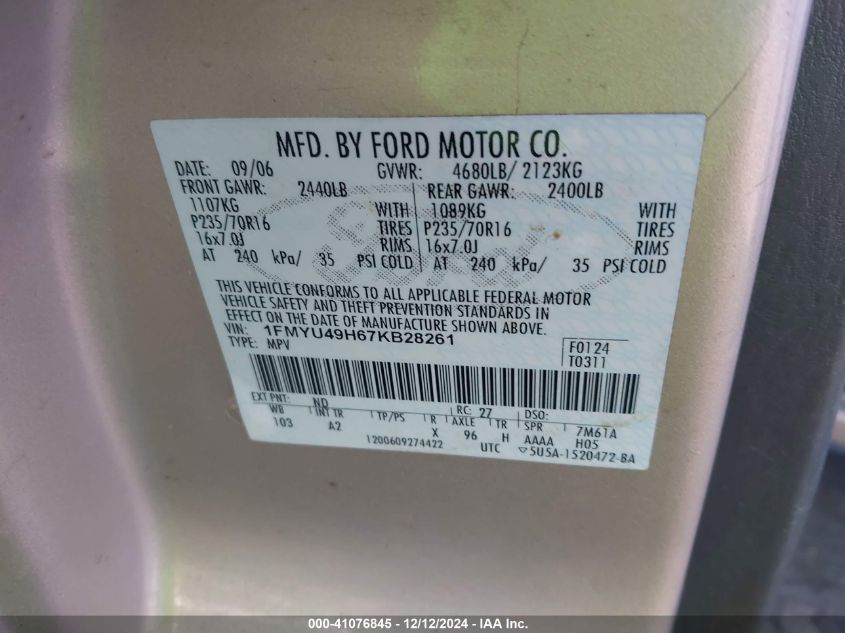 MFD. BY FORD MOTOR CO.
DATE: 09/06 GVWR: 4680LB/ 2123KG
FRONT GAWR: 2440LB REAR GAWR: 2400LB
1107KG WITH 1089KG WITH
P235/70R16 TIRES P235/70R16 TIRES
16x7.0J RIMS 16x7.0J RIMS
AT 240 kPa/ 35 PSI COLD AT 240 kPa/ 35 PSI COLD
THIS VEHICLE CONFORMS TO ALL APPLICABLE FEDERAL MOTOR
VEHICLE SAFETY AND THEFT PREVENTION STANDARDS IN
EFFECT ON THE DATE OF MANUFACTURE SHOWN ABOVE.
VIN: 1FMYU49H67KB28261
TYPE: MPV
F0124
T0311
EXT PNT: ND RC: 27 DSO:
WB INT TR TP/PS R AXLE TR SPR 7M61A
103 A2 X 96 H AAAA H05
1200609274422 UTC ▽5U5A-1520472-BA
000-41076845 - 12/12/2024 - IAA Inc.